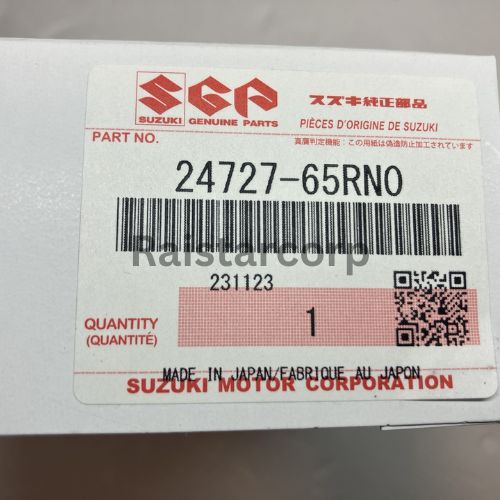 SGP
SUZUKI GENUINE PARTS
スズキ純正部品
PIÈCES D'ORIGINE DE SUZUKI
PART NO.
真贋判定機能：この用紙は偽造防止加工されています
24727-65RN0
Raistarcorp
231123
QUANTITY
(QUANTITÉ)
1
MADE IN JAPAN/FABRIQUE AU JAPON
SUZUKI MOTOR CORPORATION